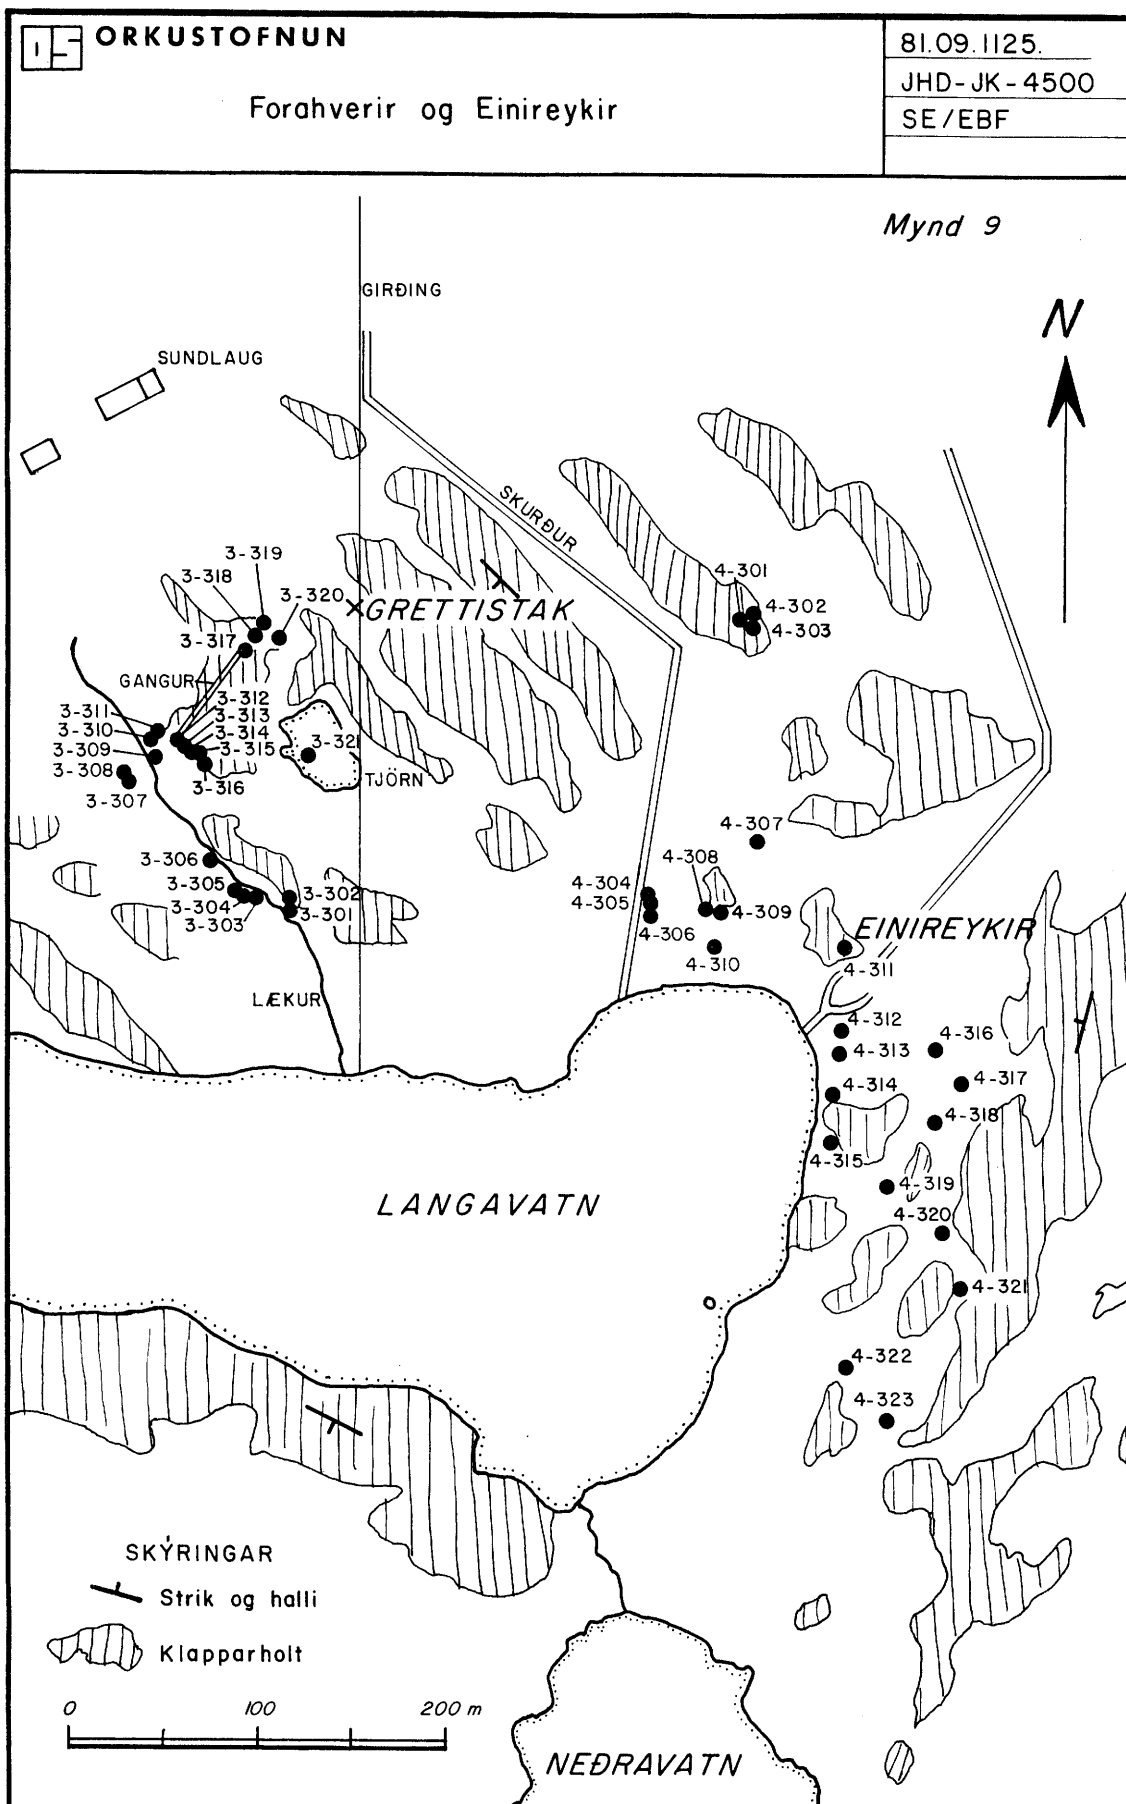 OS ORKUSTOFNUN
Forahverir og Einireykir
81.09.1125.
JHD-JK-4500
SE/EBF
Mynd 9
GIRÐING
N
SUNDLAUG
SKURÐUR
3-319
3-318
3-320
GRETTISTAK
3-317
4-301
4-302
4-303
GANGUR
3-312
3-313
3-314
3-315
3-316
3-311
3-310
3-309
3-308
3-307
3-321
TJÖRN
3-306
3-305
3-304
3-303
3-302
3-301
4-307
4-308
4-304
4-305
4-306
4-309
4-310
EINIREYKIR
4-311
LÆKUR
4-312
4-313
4-316
4-314
4-317
4-318
4-315
4-319
4-320
LANGAVATN
4-321
4-322
4-323
SKÝRINGAR
Strik og halli
Klapparholt
0 100 200 m
NEÐRAVATN